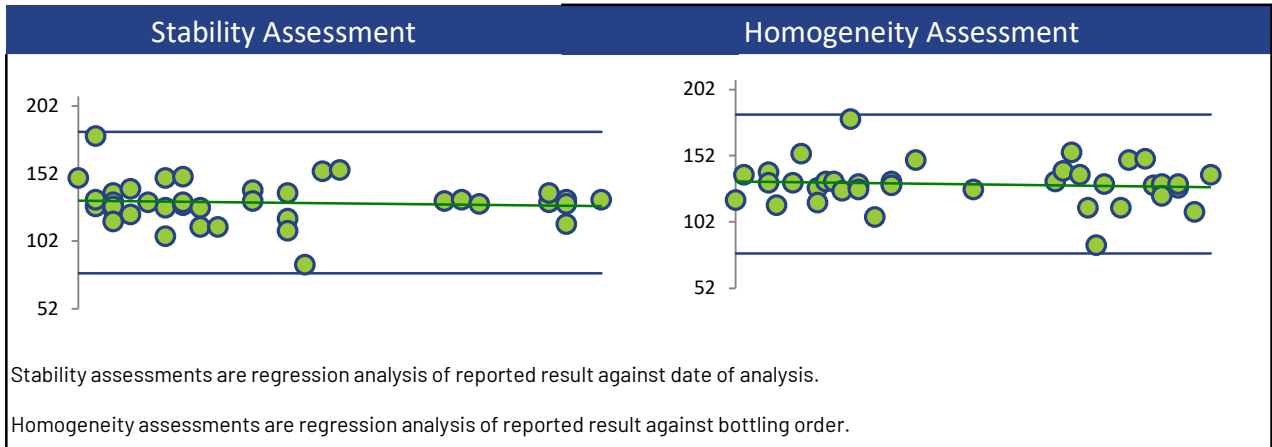 Stability Assessment
Homogeneity Assessment
202
152
102
52
202
152
102
52
Stability assessments are regression analysis of reported result against date of analysis.
Homogeneity assessments are regression analysis of reported result against bottling order.